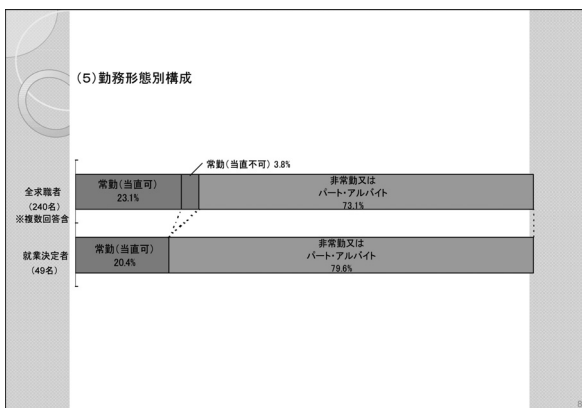 (5)勤務形態別構成
常勤(当直不可) 3.8%
全求職者
(240名)
※複数回答含
常勤(当直可)
23.1%
非常勤又は
パート・アルバイト
73.1%
就業決定者
(49名)
常勤(当直可)
20.4%
非常勤又は
パート・アルバイト
79.6%
8